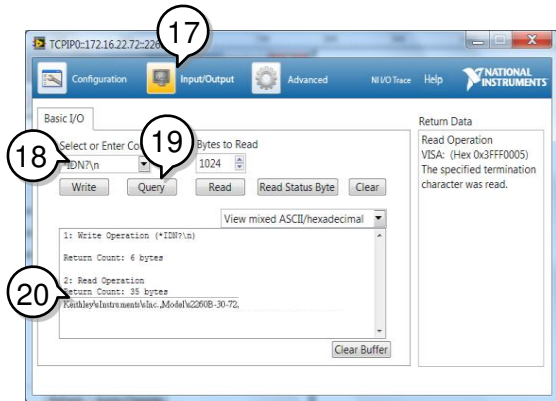 17
TCPIP0::172.16.22.72::226
Configuration
Input/Output
Advanced
NI I/O Trace
Help
NATIONAL
INSTRUMENTS
Basic I/O
Return Data
18
19
Select or Enter Co
Bytes to Read
*IDN?\n
1024
Write
Query
Read
Read Status Byte
Clear
Read Operation
VISA: (Hex 0x3FFF0005)
The specified termination
character was read.
View mixed ASCII/hexadecimal
1: Write Operation (*IDN?\n)
Return Count: 6 bytes
2: Read Operation
Return Count: 35 bytes
20
Keithley\sInstruments\sInc.,Model\s2260B-30-72,
Clear Buffer